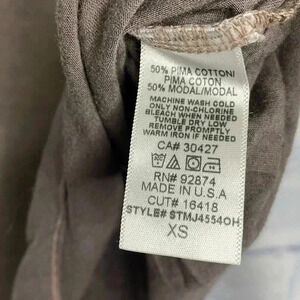 50% PIMA COTTON/
PIMA COTON
50% MODAL/MODAL
MACHINE WASH COLD
ONLY NON-CHLORINE
BLEACH WHEN NEEDED
TUMBLE DRY LOW
REMOVE PROMPTLY
WARM IRON IF NEEDED
CA# 30427
RN# 92874
MADE IN U.S.A
CUT# 16418
STYLE# STMJ4554OH
XS